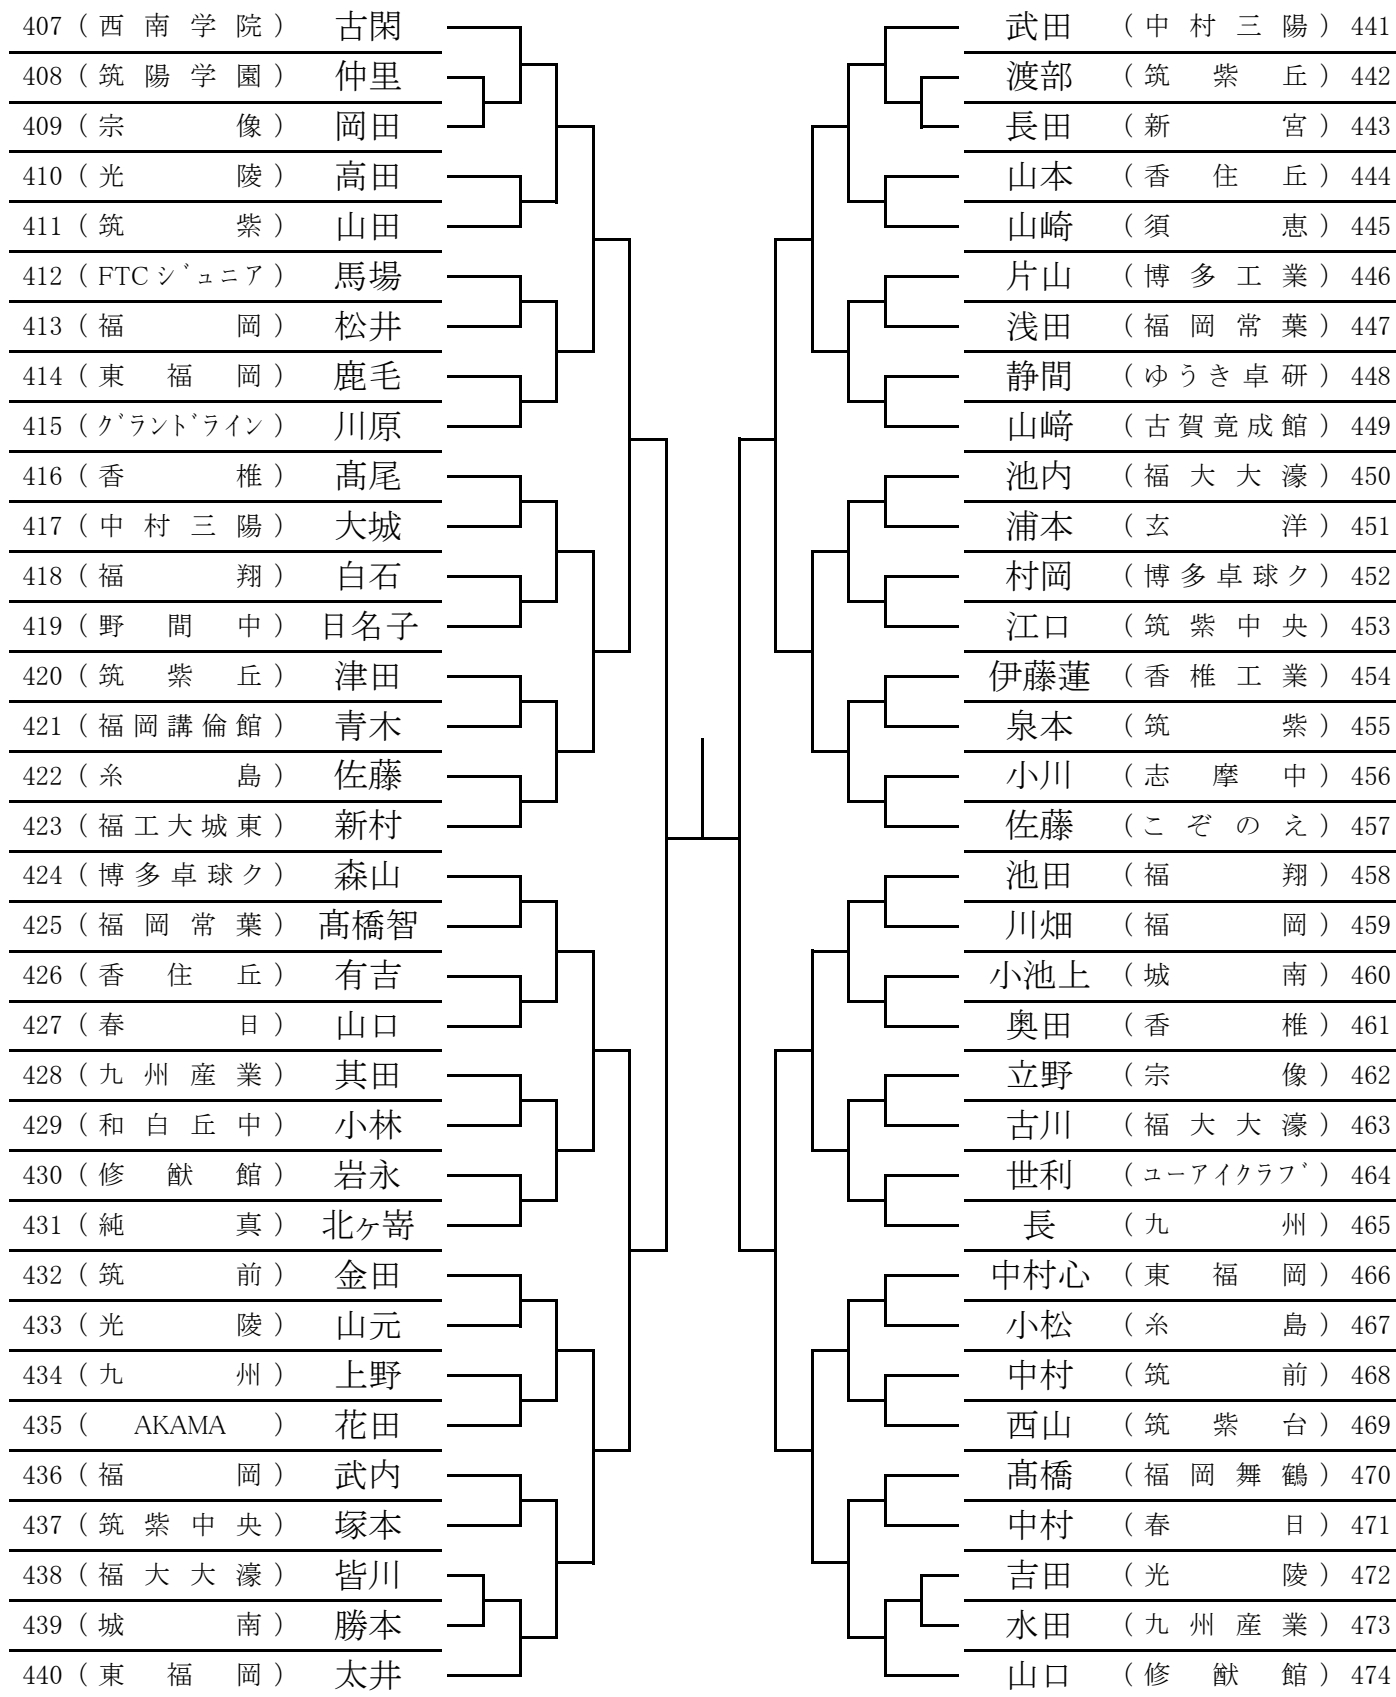 407 (西南学院) 古閑
408 (筑陽学園) 仲里
409 (宗像) 岡田
410 (光陵) 高田
411 (筑紫) 山田
412 (FTCジュニア) 馬場
413 (福岡) 松井
414 (東福岡) 鹿毛
415 (グランドライン) 川原
416 (香椎) 髙尾
417 (中村三陽) 大城
418 (福翔) 白石
419 (野間中) 日名子
420 (筑紫丘) 津田
421 (福岡講倫館) 青木
422 (糸島) 佐藤
423 (福工大城東) 新村
424 (博多卓球ク) 森山
425 (福岡常葉) 髙橋智
426 (香住丘) 有吉
427 (春日) 山口
428 (九州産業) 其田
429 (和白丘中) 小林
430 (修猷館) 岩永
431 (純真) 北ヶ嵜
432 (筑前) 金田
433 (光陵) 山元
434 (九州) 上野
435 (AKAMA) 花田
436 (福岡) 武内
437 (筑紫中央) 塚本
438 (福大大濠) 皆川
439 (城南) 勝本
440 (東福岡) 太井
武田 (中村三陽) 441
渡部 (筑紫丘) 442
長田 (新宮) 443
山本 (香住丘) 444
山崎 (須恵) 445
片山 (博多工業) 446
浅田 (福岡常葉) 447
静間 (ゆうき卓研) 448
山﨑 (古賀竟成館) 449
池内 (福大大濠) 450
浦本 (玄洋) 451
村岡 (博多卓球ク) 452
江口 (筑紫中央) 453
伊藤蓮 (香椎工業) 454
泉本 (筑紫) 455
小川 (志摩中) 456
佐藤 (こぞのえ) 457
池田 (福翔) 458
川畑 (福岡) 459
小池上 (城南) 460
奥田 (香椎) 461
立野 (宗像) 462
古川 (福大大濠) 463
世利 (ユーアイクラブ) 464
長 (九州) 465
中村心 (東福岡) 466
小松 (糸島) 467
中村 (筑前) 468
西山 (筑紫台) 469
髙橋 (福岡舞鶴) 470
中村 (春日) 471
吉田 (光陵) 472
水田 (九州産業) 473
山口 (修猷館) 474